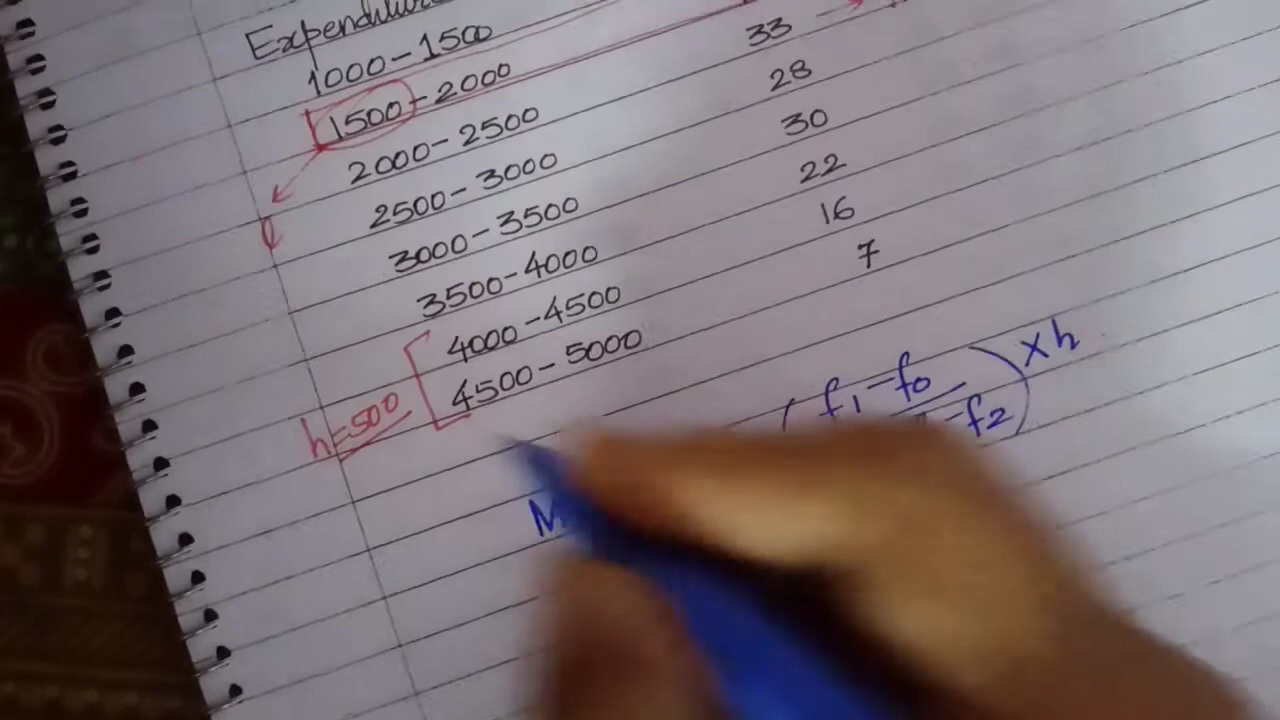 Expenditure
1000-1500
1500-2000 33
2000-2500 28
2500-3000 30
3000-3500 22
3500-4000 16
4000-4500 7
4500-5000
l
h=500
( f₁-f₀
-f₂ ) × h
M